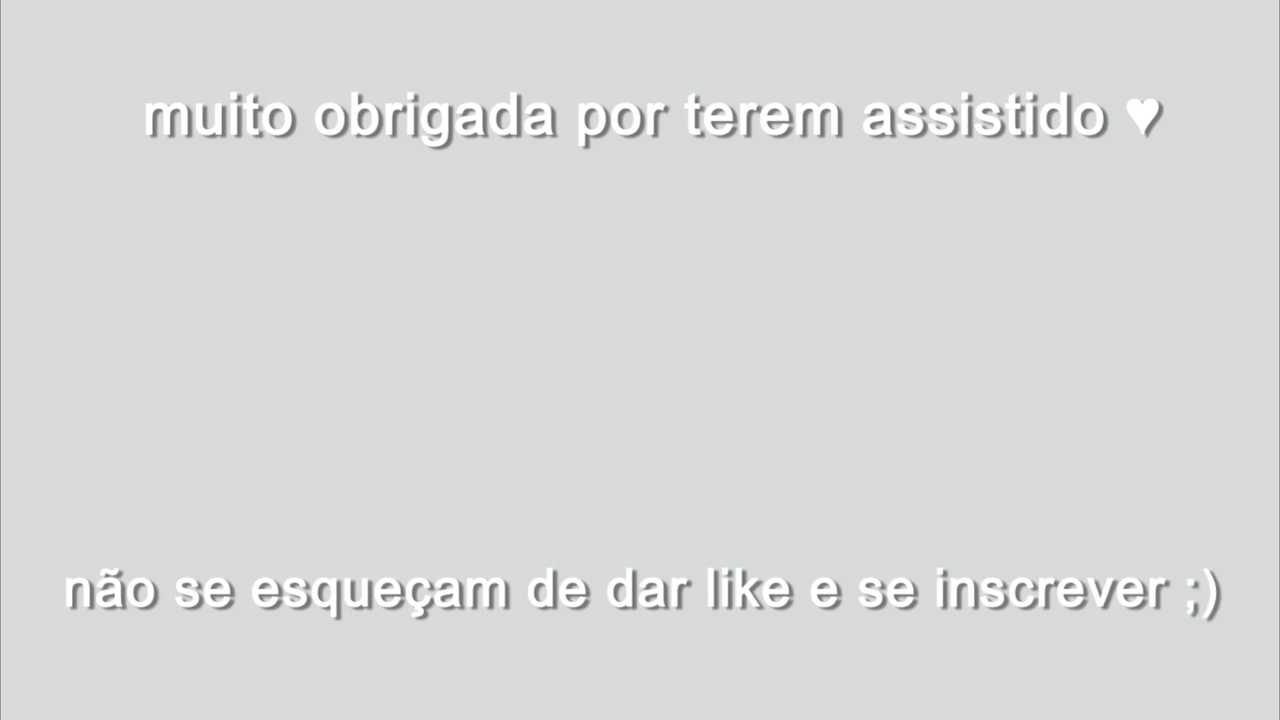 muito obrigada por terem assistido ♥
não se esqueçam de dar like e se inscrever ;)